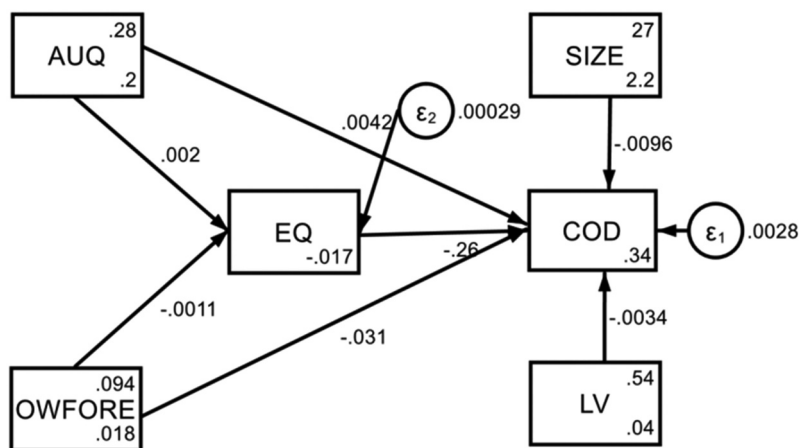 .28
AUQ
.2
27
SIZE
2.2
.0042
ε2
.00029
.002
-.0096
EQ
-.017
-.26
COD
.34
ε1
.0028
-.0011
-.031
-.0034
.094
OWFORE
.018
.54
LV
.04